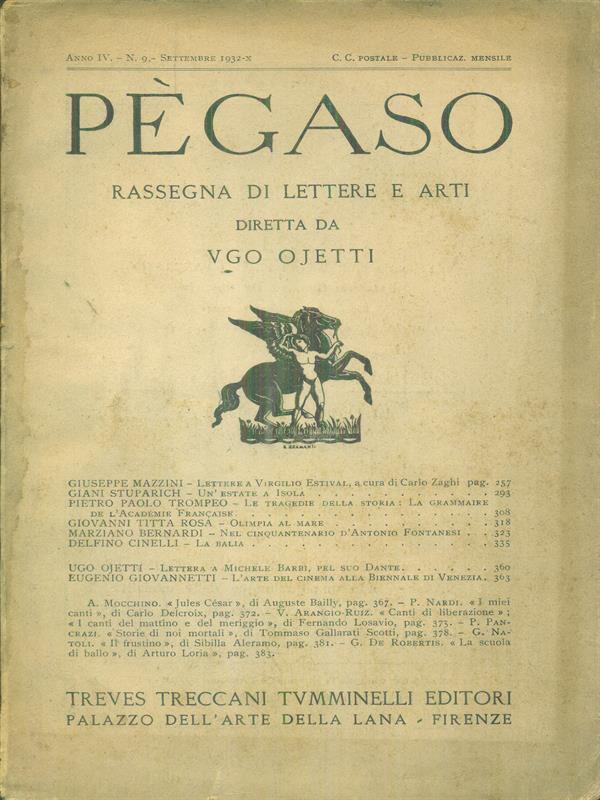 Anno IV. - N. 9.- Settembre 1932-X C. C. postale - Pubblicaz. mensile
PÈGASO
RASSEGNA DI LETTERE E ARTI
DIRETTA DA
VGO OJETTI
GIUSEPPE MAZZINI - Lettere a Virgilio Estival, a cura di Carlo Zaghi pag. 257
GIANI STUPARICH - Un'estate a Isola . . . . . . . . . . . . 293
PIETRO PAOLO TROMPEO - Le tragedie della storia: La Grammaire
de l'Académie Française . . . . . . . . . . . . . . . 308
GIOVANNI TITTA ROSA - Olimpia al mare . . . . . . . . . . . 318
MARZIANO BERNARDI - Nel cinquantenario d'Antonio Fontanesi . . 323
DELFINO CINELLI - La balia . . . . . . . . . . . . . . . 335
UGO OJETTI - Lettera a Michele Barbi, pel suo Dante . . . . . . 360
EUGENIO GIOVANNETTI - L'arte del cinema alla Biennale di Venezia. 363
A. Mocchino. « Jules César », di Auguste Bailly, pag. 367. - P. Nardi. « I miei
canti », di Carlo Delcroix, pag. 372. - V. Arangio-Ruiz. « Canti di liberazione » ;
« I canti del mattino e del meriggio », di Fernando Losavio, pag. 373. - P. Pan-
crazi. « Storie di noi mortali », di Tommaso Gallarati Scotti, pag. 378. - G. Na-
toli. « Il frustino », di Sibilla Aleramo, pag. 381. - G. De Robertis. « La scuola
di ballo », di Arturo Loria », pag. 383.
TREVES TRECCANI TVMMINELLI EDITORI
PALAZZO DELL'ARTE DELLA LANA - FIRENZE